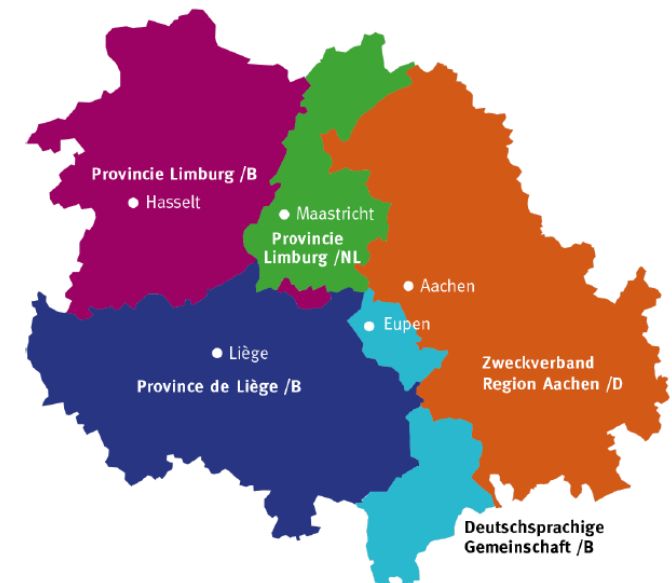 Provincie Limburg /B
Hasselt
Maastricht
Provincie
Limburg /NL
Aachen
Eupen
Liège
Province de Liège /B
Zweckverband
Region Aachen /D
Deutschsprachige
Gemeinschaft /B